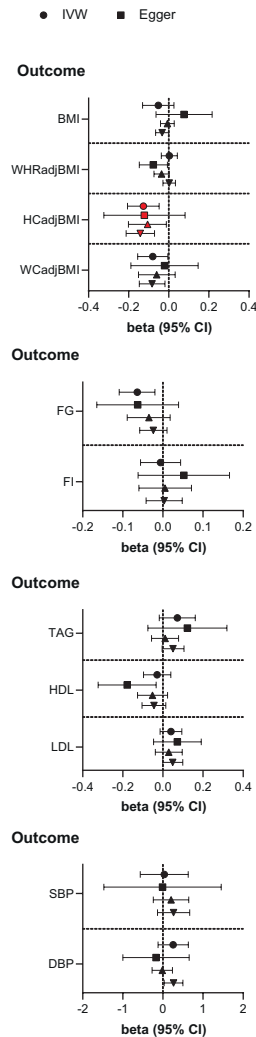 IVW Egger
Outcome
BMI
WHRadjBMI
HCadjBMI
WCadjBMI
-0.4 -0.2 0.0 0.2 0.4
beta (95% CI)
Outcome
FG
FI
-0.2 -0.1 0.0 0.1 0.2
beta (95% CI)
Outcome
TAG
HDL
LDL
-0.4 -0.2 0.0 0.2 0.4
beta (95% CI)
Outcome
SBP
DBP
-2 -1 0 1 2
beta (95% CI)